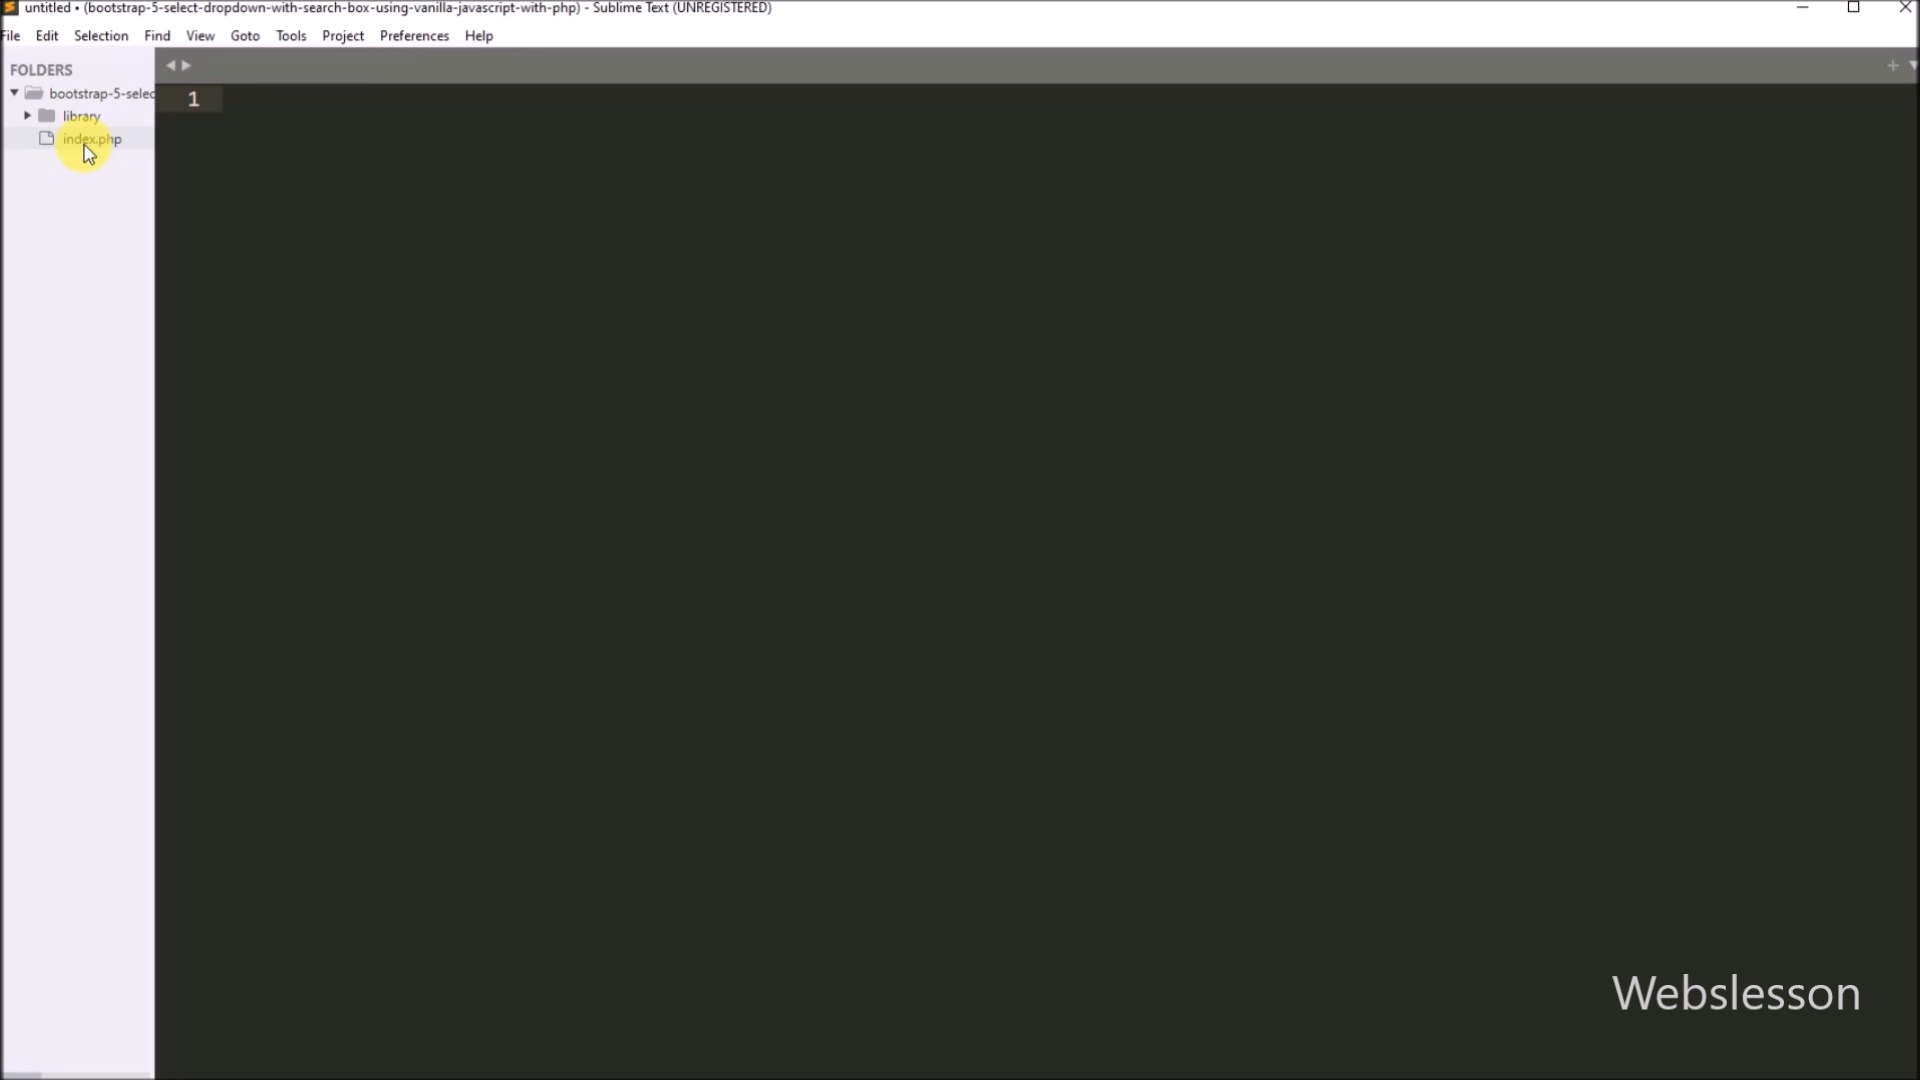 untitled • (bootstrap-5-select-dropdown-with-search-box-using-vanilla-javascript-with-php) - Sublime Text (UNREGISTERED)
File Edit Selection Find View Goto Tools Project Preferences Help
FOLDERS
bootstrap-5-selec
library
index.php
1
Webslesson